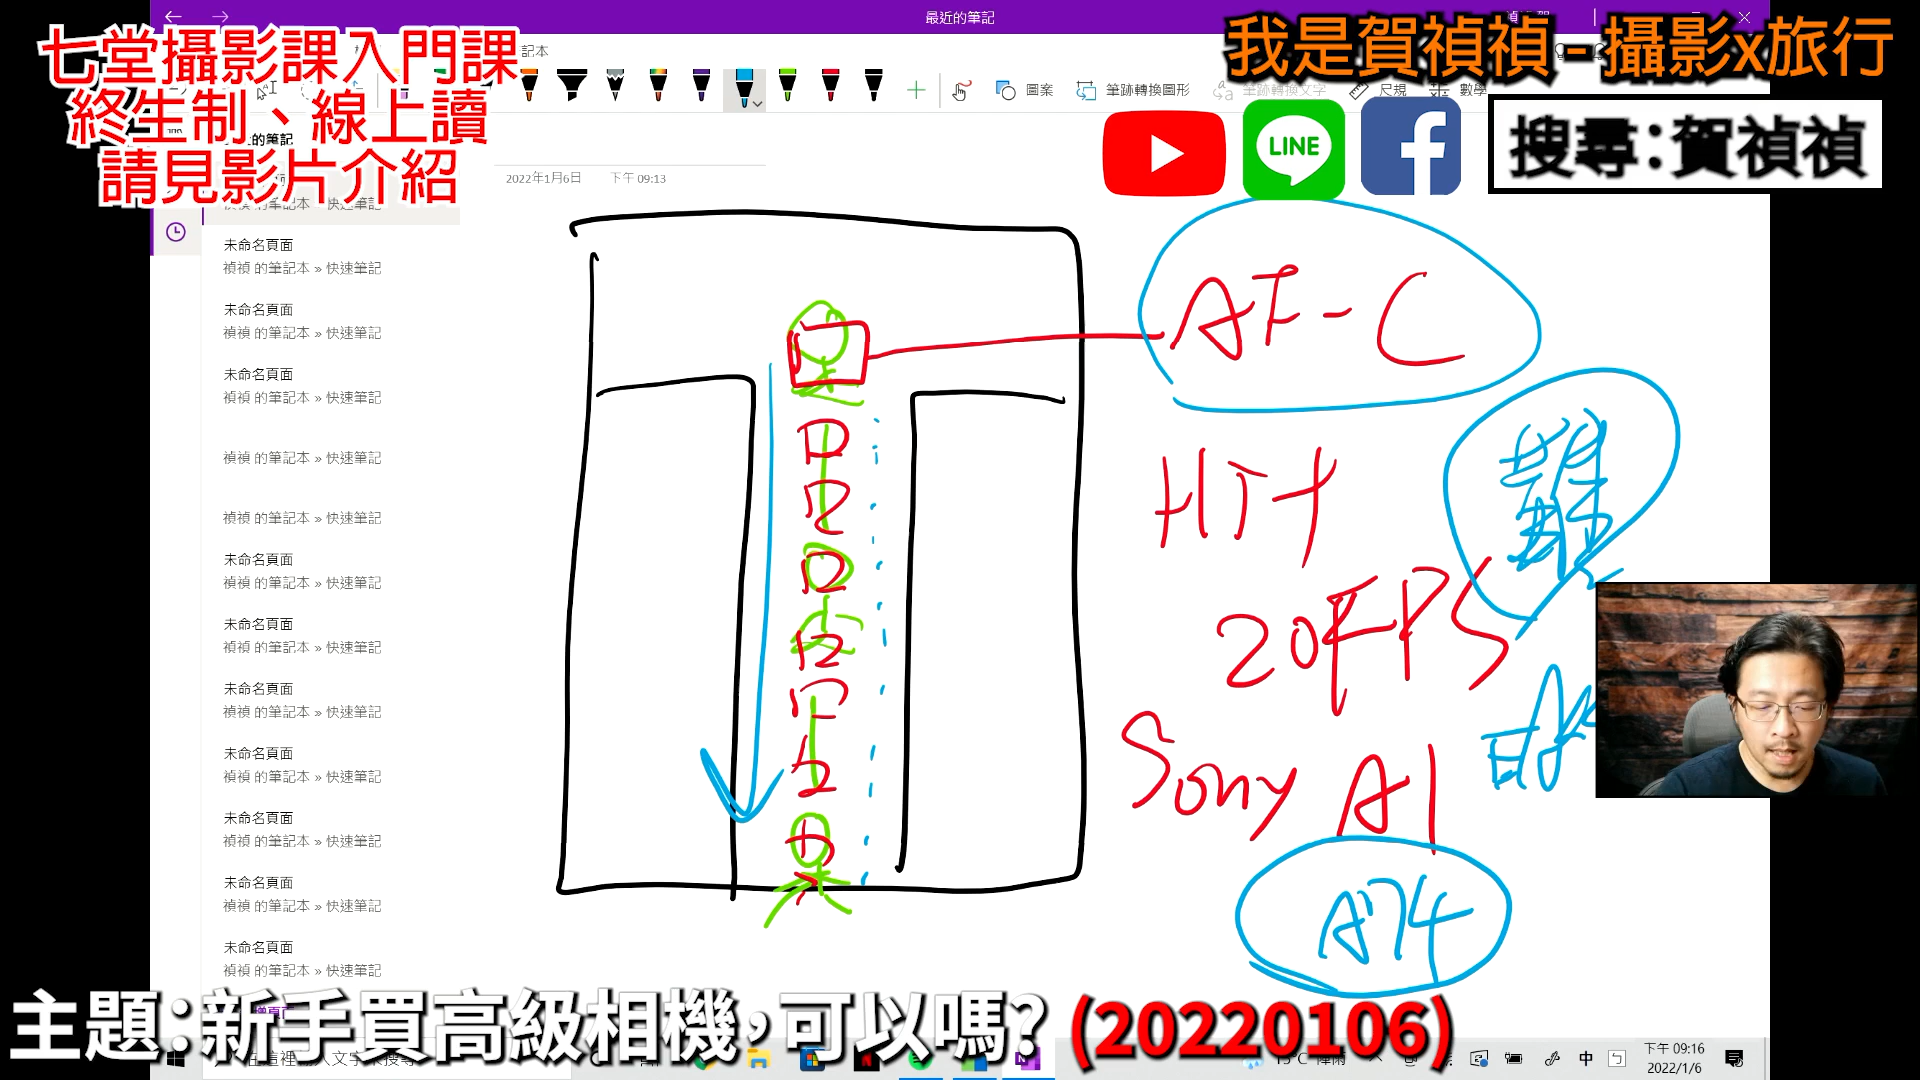 最近的筆記
七堂攝影課入門課
終生制、線上讀
請見影片介紹
我是賀禎禎 - 攝影x旅行
搜尋:賀禎禎
LINE
記本
圖案
筆跡轉換圖形
筆跡轉換文字
尺規
數學
的筆記
2022年1月6日 下午 09:13
未命名頁面
禎禎 的筆記本 » 快速筆記
未命名頁面
禎禎 的筆記本 » 快速筆記
未命名頁面
禎禎 的筆記本 » 快速筆記
禎禎 的筆記本 » 快速筆記
禎禎 的筆記本 » 快速筆記
未命名頁面
禎禎 的筆記本 » 快速筆記
未命名頁面
禎禎 的筆記本 » 快速筆記
未命名頁面
禎禎 的筆記本 » 快速筆記
未命名頁面
禎禎 的筆記本 » 快速筆記
未命名頁面
禎禎 的筆記本 » 快速筆記
未命名頁面
禎禎 的筆記本 » 快速筆記
未命名頁面
禎禎 的筆記本 » 快速筆記
AF-C
難
20FPS
Sony A1
A74
主題:新手買高級相機,可以嗎? (20220106)
中
下午 09:16
2022/1/6